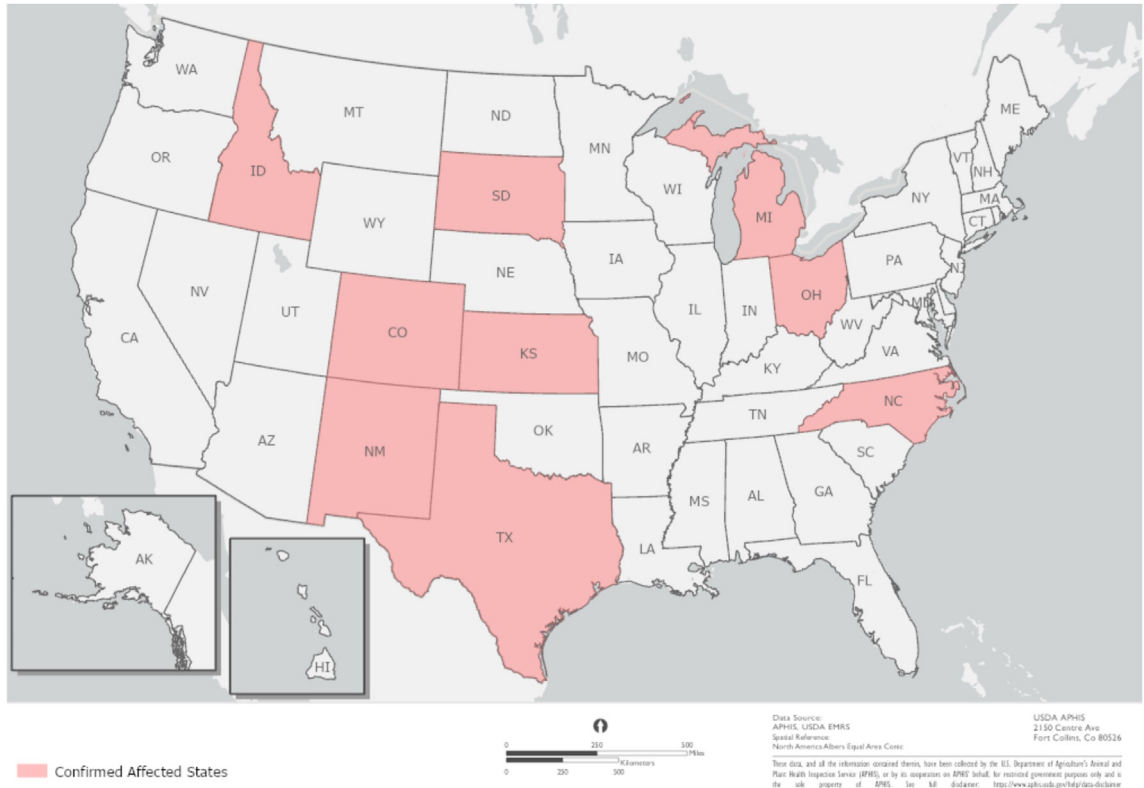 WA
MT
ND
MN
ME
OR
ID
SD
WI
MI
VT
NH
NY
MA
CT
WY
IA
NE
PA
NJ
NV
UT
CO
IL
IN
OH
MD
WV
CA
KS
MO
KY
VA
AZ
NM
OK
AR
TN
NC
SC
TX
LA
MS
AL
GA
FL
AK
HI
Confirmed Affected States
0 250 500
Miles
Kilometers
0 250 500
Data Source:
APHIS, USDA EMRS
Spatial Reference:
North America Albers Equal Area Conic
USDA APHIS
2150 Centre Ave
Fort Collins, Co 80526
These data, and all the information contained therein, have been collected by the U.S. Department of Agriculture's Animal and
Plant Health Inspection Service (APHIS), or by its cooperators on APHIS' behalf, for restricted government purposes only and is
the sole property of APHIS. See full disclaimer: https://www.aphis.usda.gov/help/data-disclaimer